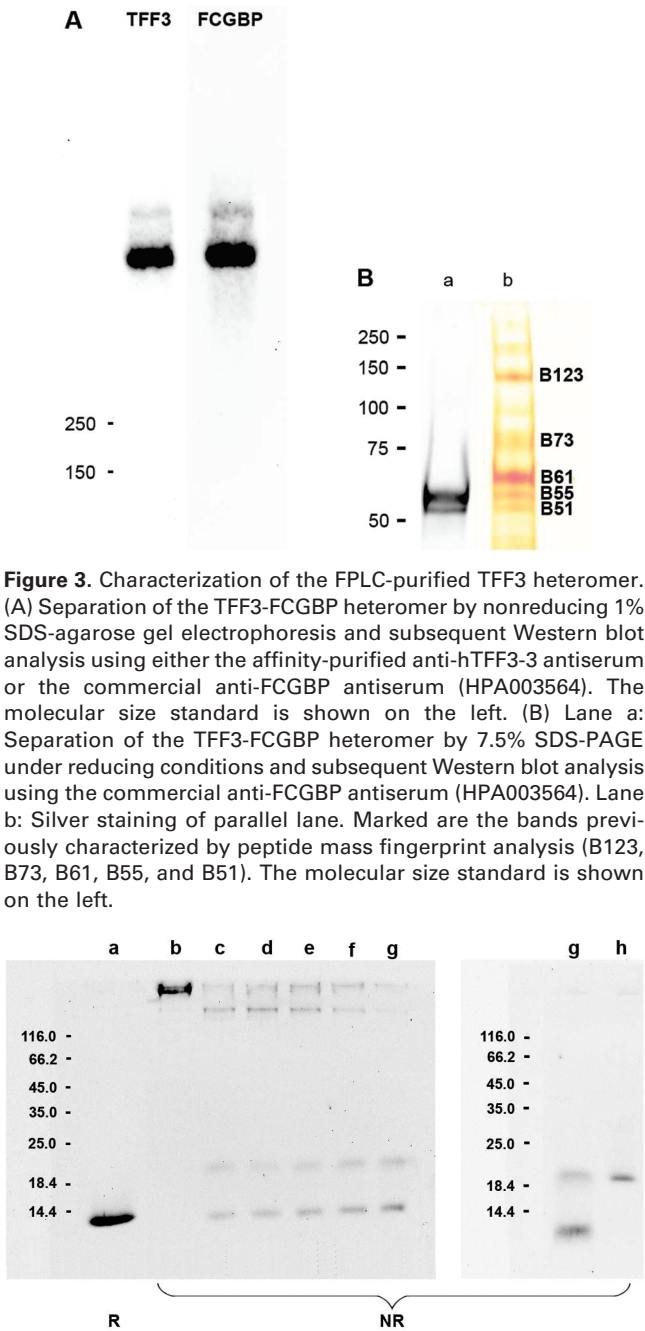 A TFF3 FCGBP
250 -
150 -
B a b
250 -
150 -
100 -
75 -
50 -
B123
B73
B61
B55
B51
Figure 3. Characterization of the FPLC-purified TFF3 heteromer.
(A) Separation of the TFF3-FCGBP heteromer by nonreducing 1%
SDS-agarose gel electrophoresis and subsequent Western blot
analysis using either the affinity-purified anti-hTFF3-3 antiserum
or the commercial anti-FCGBP antiserum (HPA003564). The
molecular size standard is shown on the left. (B) Lane a:
Separation of the TFF3-FCGBP heteromer by 7.5% SDS-PAGE
under reducing conditions and subsequent Western blot analysis
using the commercial anti-FCGBP antiserum (HPA003564). Lane
b: Silver staining of parallel lane. Marked are the bands previ-
ously characterized by peptide mass fingerprint analysis (B123,
B73, B61, B55, and B51). The molecular size standard is shown
on the left.
a b c d e f g
116.0 -
66.2 -
45.0 -
35.0 -
25.0 -
18.4 -
14.4 -
g h
116.0 -
66.2 -
45.0 -
35.0 -
25.0 -
18.4 -
14.4 -
R NR